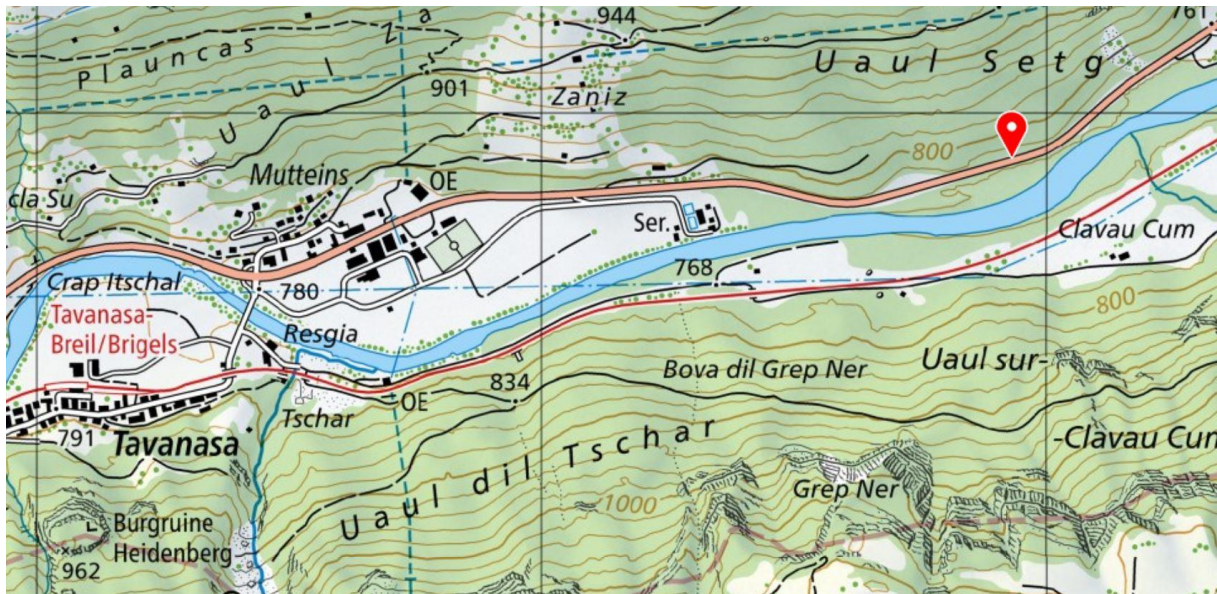 944
761
Plauncas
Za
Uaul
901
Zaniz
Uaul Setg
800
Mutteins
OE
cla Su
Ser.
Clavau Cum
768
Crap Itschal
780
Tavanasa-
Breil/Brigels
Resgia
800
834
Bova dil Grep Ner
Uaul sur-
-Clavau Cum
OE
Tschar
791
Tavanasa
Uaul dil Tschar
Grep Ner
1000
Burgruine
Heidenberg
962